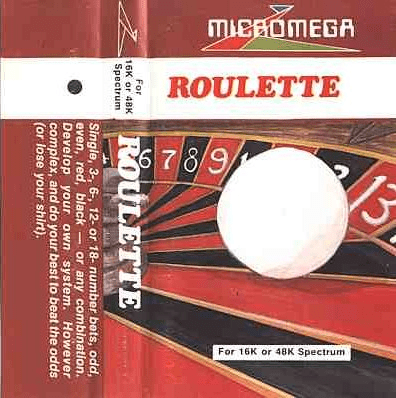 MICROMEGA
ROULETTE
6 7 8 9
13
For 16K or 48K Spectrum
For
16K or 48K
Spectrum
ROULETTE
Single, 3-, 6-, 12- or 18- number bets, odd,
even, red, black — or any combination.
Develop your own system. However
complex, and do your best to beat the odds
(or lose your shirt).